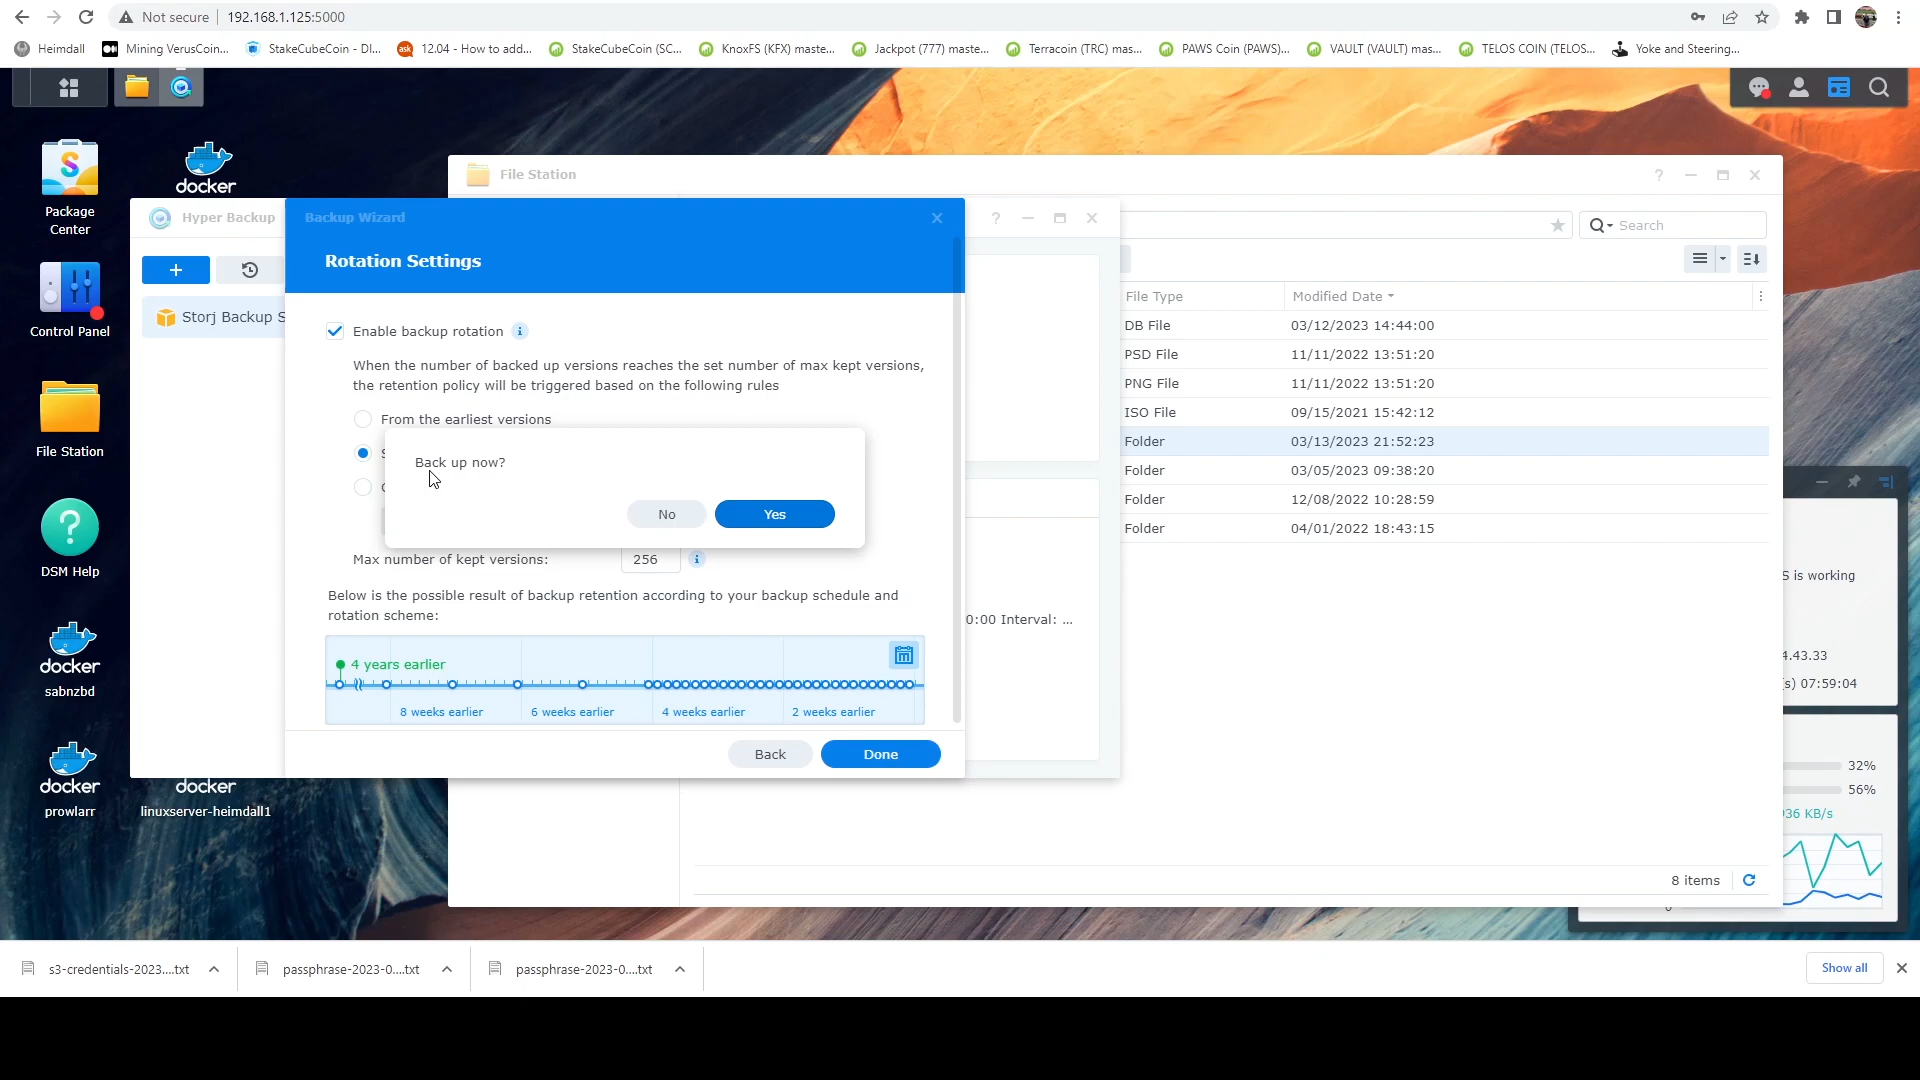 Not secure
192.168.1.125:5000
Heimdall
Mining VerusCoin...
StakeCubeCoin - DI...
ask
12.04 - How to add...
StakeCubeCoin (SC...
KnoxFS (KFX) maste...
Jackpot (777) maste...
Terracoin (TRC) mas...
PAWS Coin (PAWS)...
VAULT (VAULT) mas...
TELOS COIN (TELOS...
Yoke and Steering...
Package
Center
docker
Control Panel
File Station
DSM Help
docker
sabnzbd
docker
prowlarr
docker
linuxserver-heimdall1
File Station
Search
File Type
Modified Date
DB File
03/12/2023 14:44:00
PSD File
11/11/2022 13:51:20
PNG File
11/11/2022 13:51:20
ISO File
09/15/2021 15:42:12
Folder
03/13/2023 21:52:23
Folder
03/05/2023 09:38:20
Folder
12/08/2022 10:28:59
Folder
04/01/2022 18:43:15
8 items
Hyper Backup
Storj Backup S
0:00 Interval: ...
Backup Wizard
Rotation Settings
Enable backup rotation
When the number of backed up versions reaches the set number of max kept versions,
the retention policy will be triggered based on the following rules
From the earliest versions
Back up now?
No
Yes
Max number of kept versions:
256
Below is the possible result of backup retention according to your backup schedule and
rotation scheme:
4 years earlier
8 weeks earlier
6 weeks earlier
4 weeks earlier
2 weeks earlier
Back
Done
S is working
4.43.33
s) 07:59:04
32%
56%
936 KB/s
0
s3-credentials-2023....txt
passphrase-2023-0....txt
passphrase-2023-0....txt
Show all